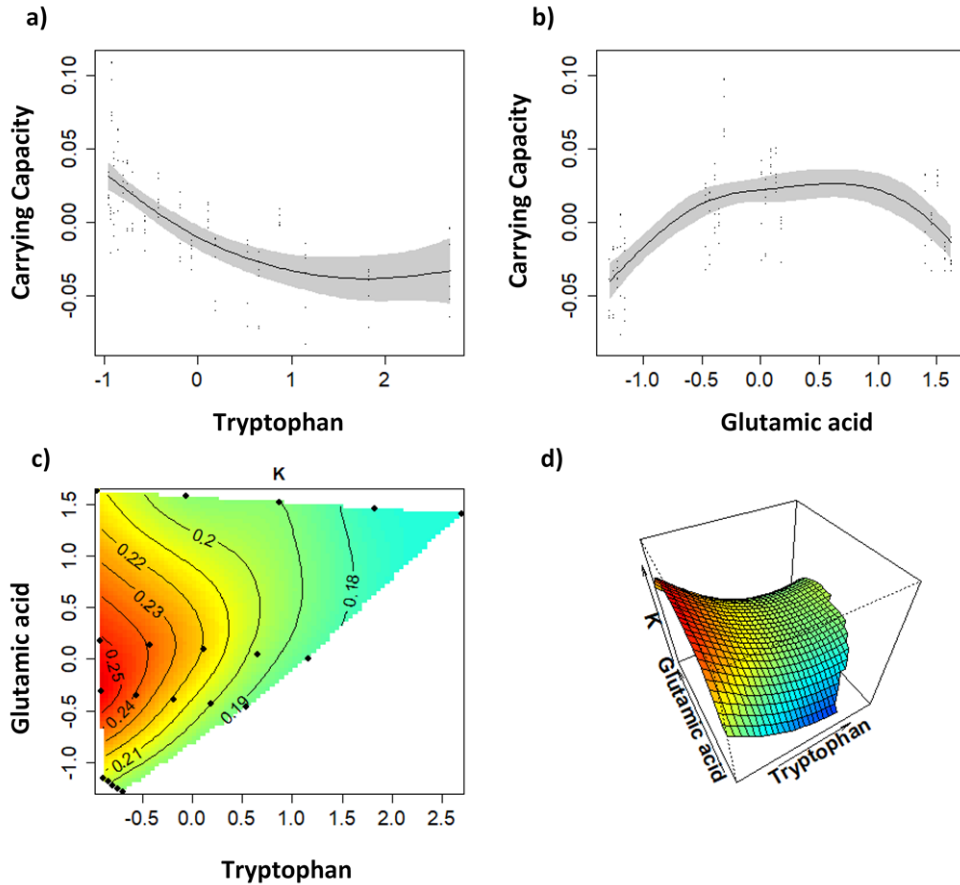 a)
Carrying Capacity
0.10
0.05
0.00
-0.05
-1
0
1
2
Tryptophan
b)
Carrying Capacity
0.10
0.05
0.00
-0.05
-1.0
-0.5
0.0
0.5
1.0
1.5
Glutamic acid
c)
K
Glutamic acid
1.5
1.0
0.5
0.0
-0.5
-1.0
0.2
0.22
0.23
0.18
0.25
0.24
0.19
0.21
-0.5
0.0
0.5
1.0
1.5
2.0
2.5
Tryptophan
d)
K
Glutamic acid
Tryptophan